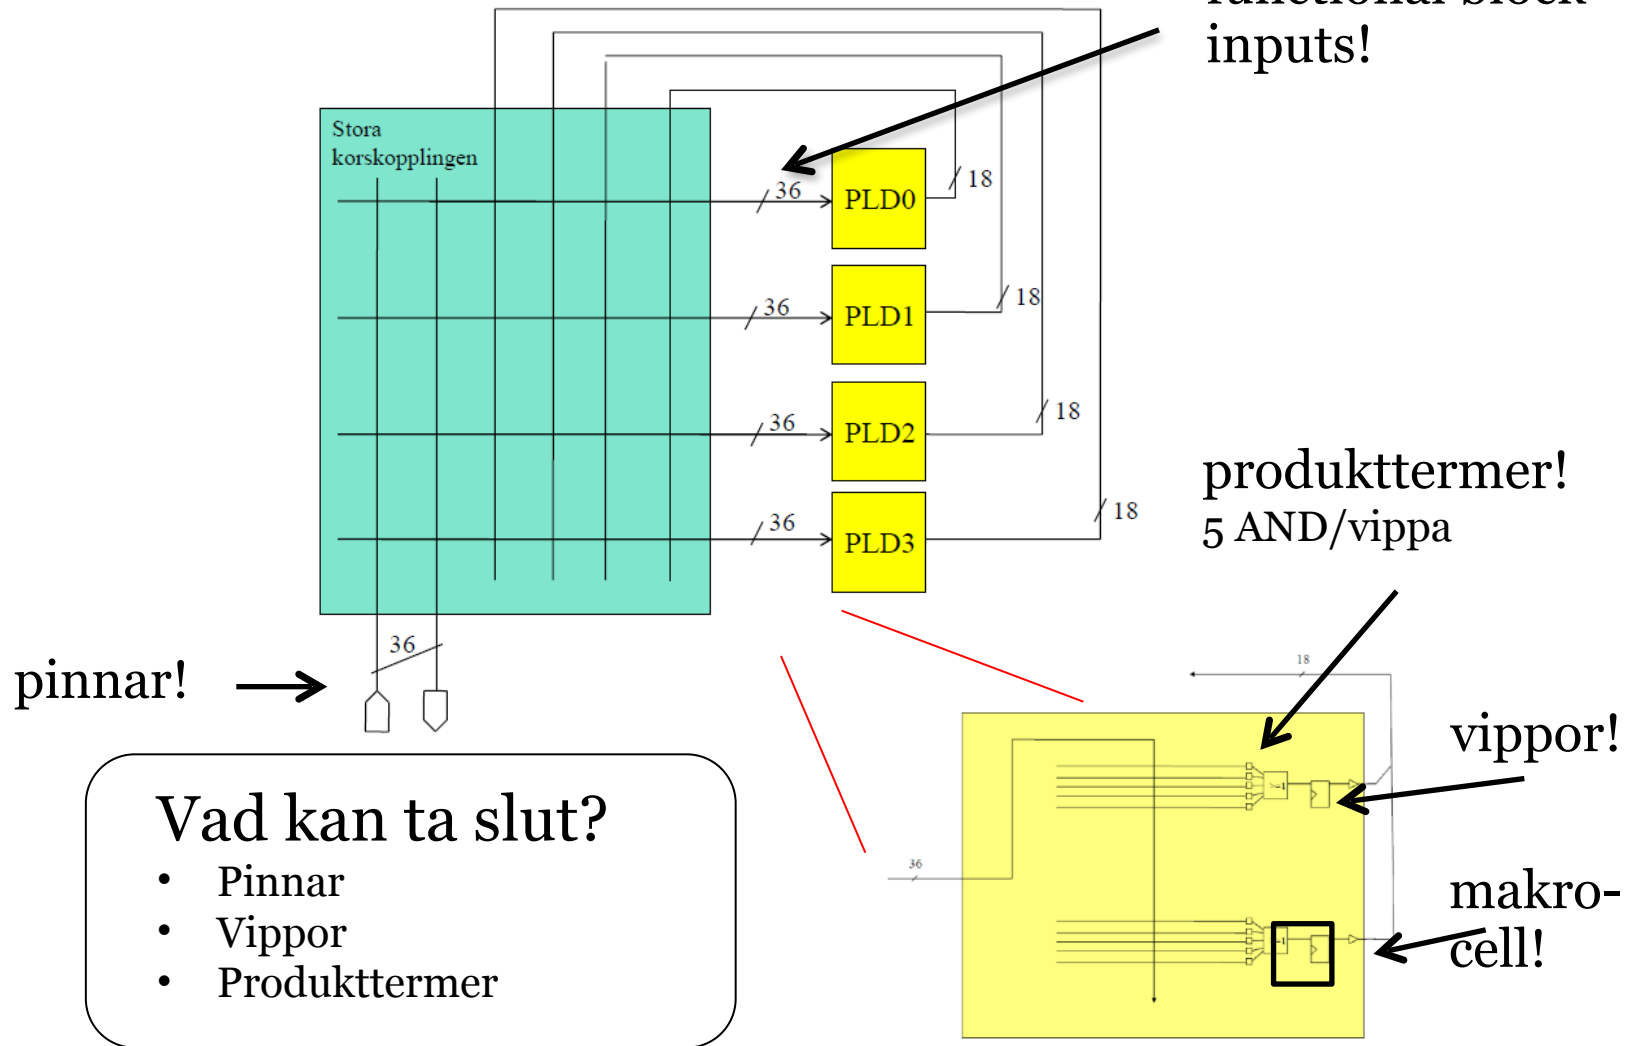 inputs!
Stora
korskopplingen
36
PLD0
18
36
PLD1
18
36
PLD2
18
36
PLD3
18
produkttermer!
5 AND/vippa
36
pinnar!
18
vippor!
>=1
36
makro-
cell!
Vad kan ta slut?
• Pinnar
• Vippor
• Produkttermer